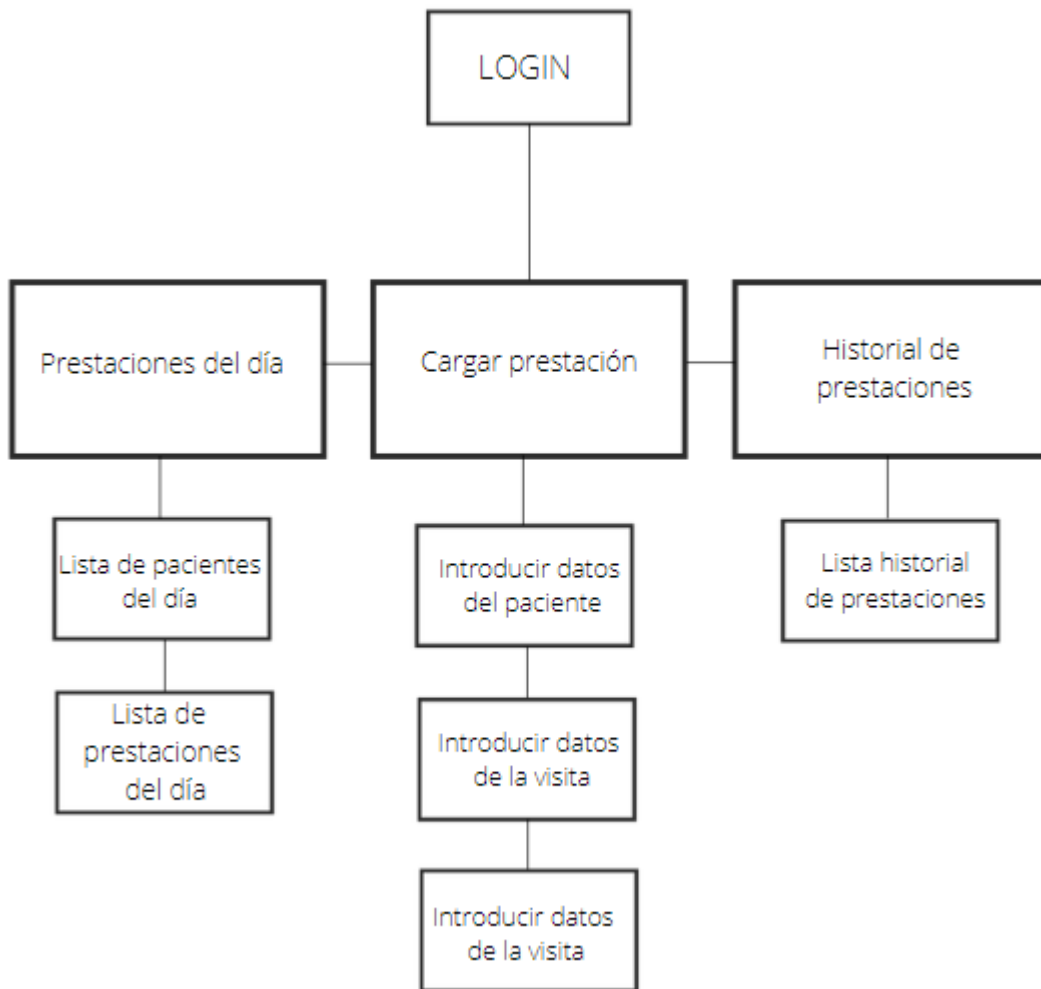 LOGIN
Prestaciones del día
Cargar prestación
Historial de
prestaciones
Lista de pacientes
del día
Introducir datos
del paciente
Lista historial
de prestaciones
Lista de
prestaciones
del día
Introducir datos
de la visita
Introducir datos
de la visita